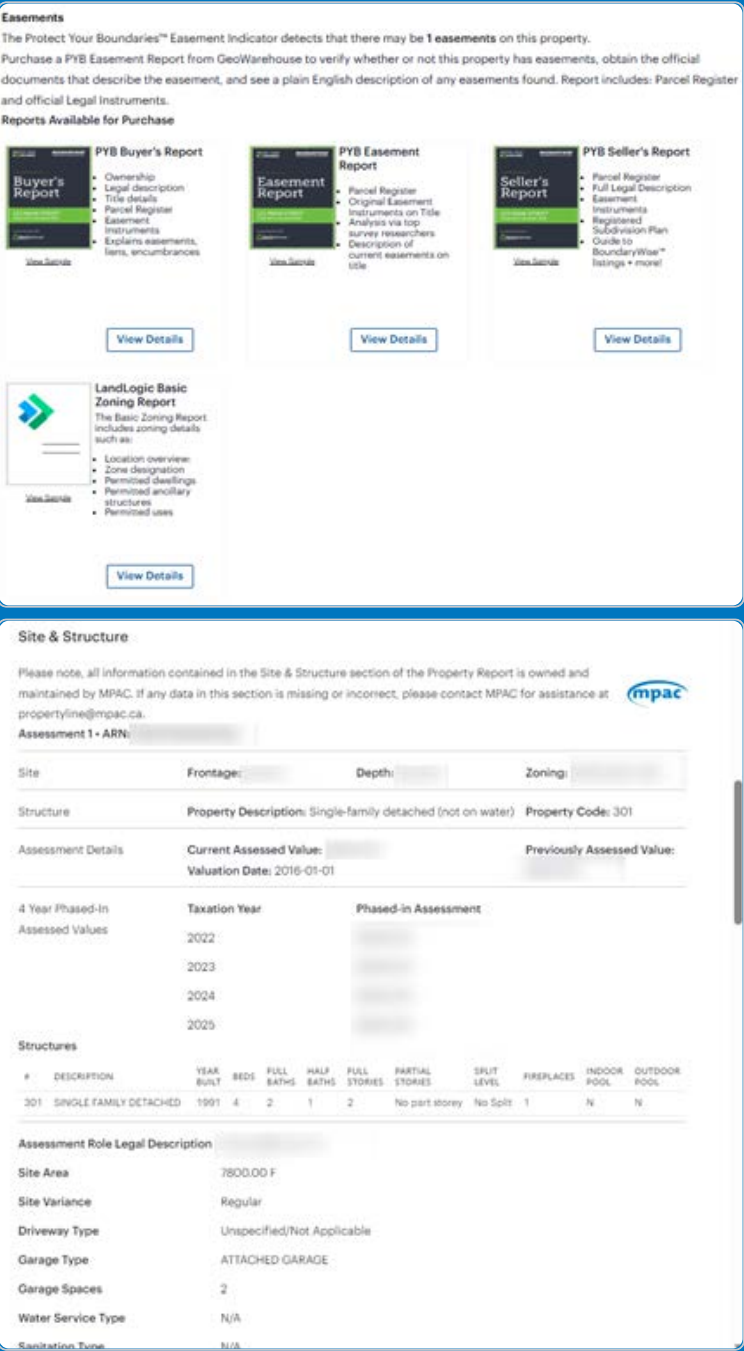 Easements
The Protect Your Boundaries™ Easement Indicator detects that there may be 1 easements on this property.
Purchase a PYB Easement Report from GeoWarehouse to verify whether or not this property has easements, obtain the official
documents that describe the easement, and see a plain English description of any easements found. Report includes: Parcel Register
and official Legal Instruments.
Reports Available for Purchase
Buyer's
Report
View Sample
PYB Buyer's Report
• Ownership
• Legal description
• Title details
• Parcel Register
• Easement
Instruments
• Explains easements,
liens, encumbrances
View Details
Easement
Report
View Sample
PYB Easement
Report
• Parcel Register
• Original Easement
Instruments on Title
• Analysis via top
survey researchers
• Description of
current easements on
title
View Details
Seller's
Report
View Sample
PYB Seller's Report
• Parcel Register
• Full Legal Description
• Easement
Instruments
• Registered
Subdivision Plan
• Guide to
BoundaryWise™
listings + more!
View Details
View Sample
LandLogic Basic
Zoning Report
The Basic Zoning Report
includes zoning details
such as:
• Location overview:
• Zone designation
• Permitted dwellings
• Permitted ancillary
structures
• Permitted uses
View Details
Site & Structure
Please note, all information contained in the Site & Structure section of the Property Report is owned and
maintained by MPAC. If any data in this section is missing or incorrect, please contact MPAC for assistance at
propertyline@mpac.ca.
mpac
Assessment 1 • ARN:
Site Frontage: Depth: Zoning:
Structure Property Description: Single-family detached (not on water) Property Code: 301
Assessment Details Current Assessed Value: Previously Assessed Value:
Valuation Date: 2016-01-01
4 Year Phased-In Taxation Year Phased-in Assessment
Assessed Values
2022
2023
2024
2025
Structures
# DESCRIPTION YEAR BUILT BEDS FULL BATHS HALF BATHS FULL STORIES PARTIAL STORIES SPLIT LEVEL FIREPLACES INDOOR POOL OUTDOOR POOL
301 SINGLE FAMILY DETACHED 1991 4 2 1 2 No part storey No Split 1 N N
Assessment Role Legal Description
Site Area 7800.00 F
Site Variance Regular
Driveway Type Unspecified/Not Applicable
Garage Type ATTACHED GARAGE
Garage Spaces 2
Water Service Type N/A
Sanitation Type N/A